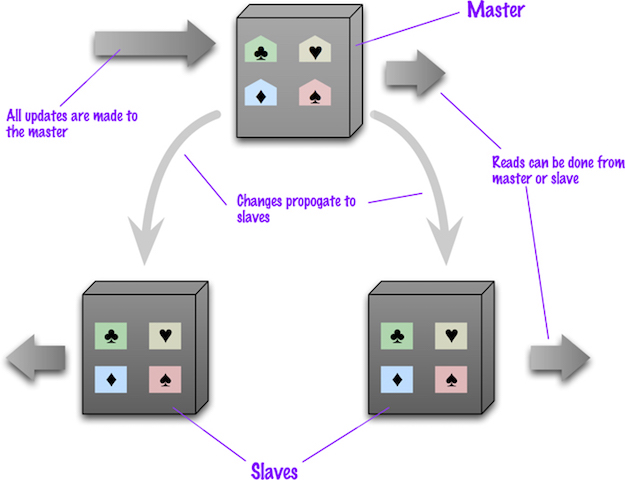 Master
All updates are made to
the master
Reads can be done from
master or slave
Changes propogate to
slaves
Slaves